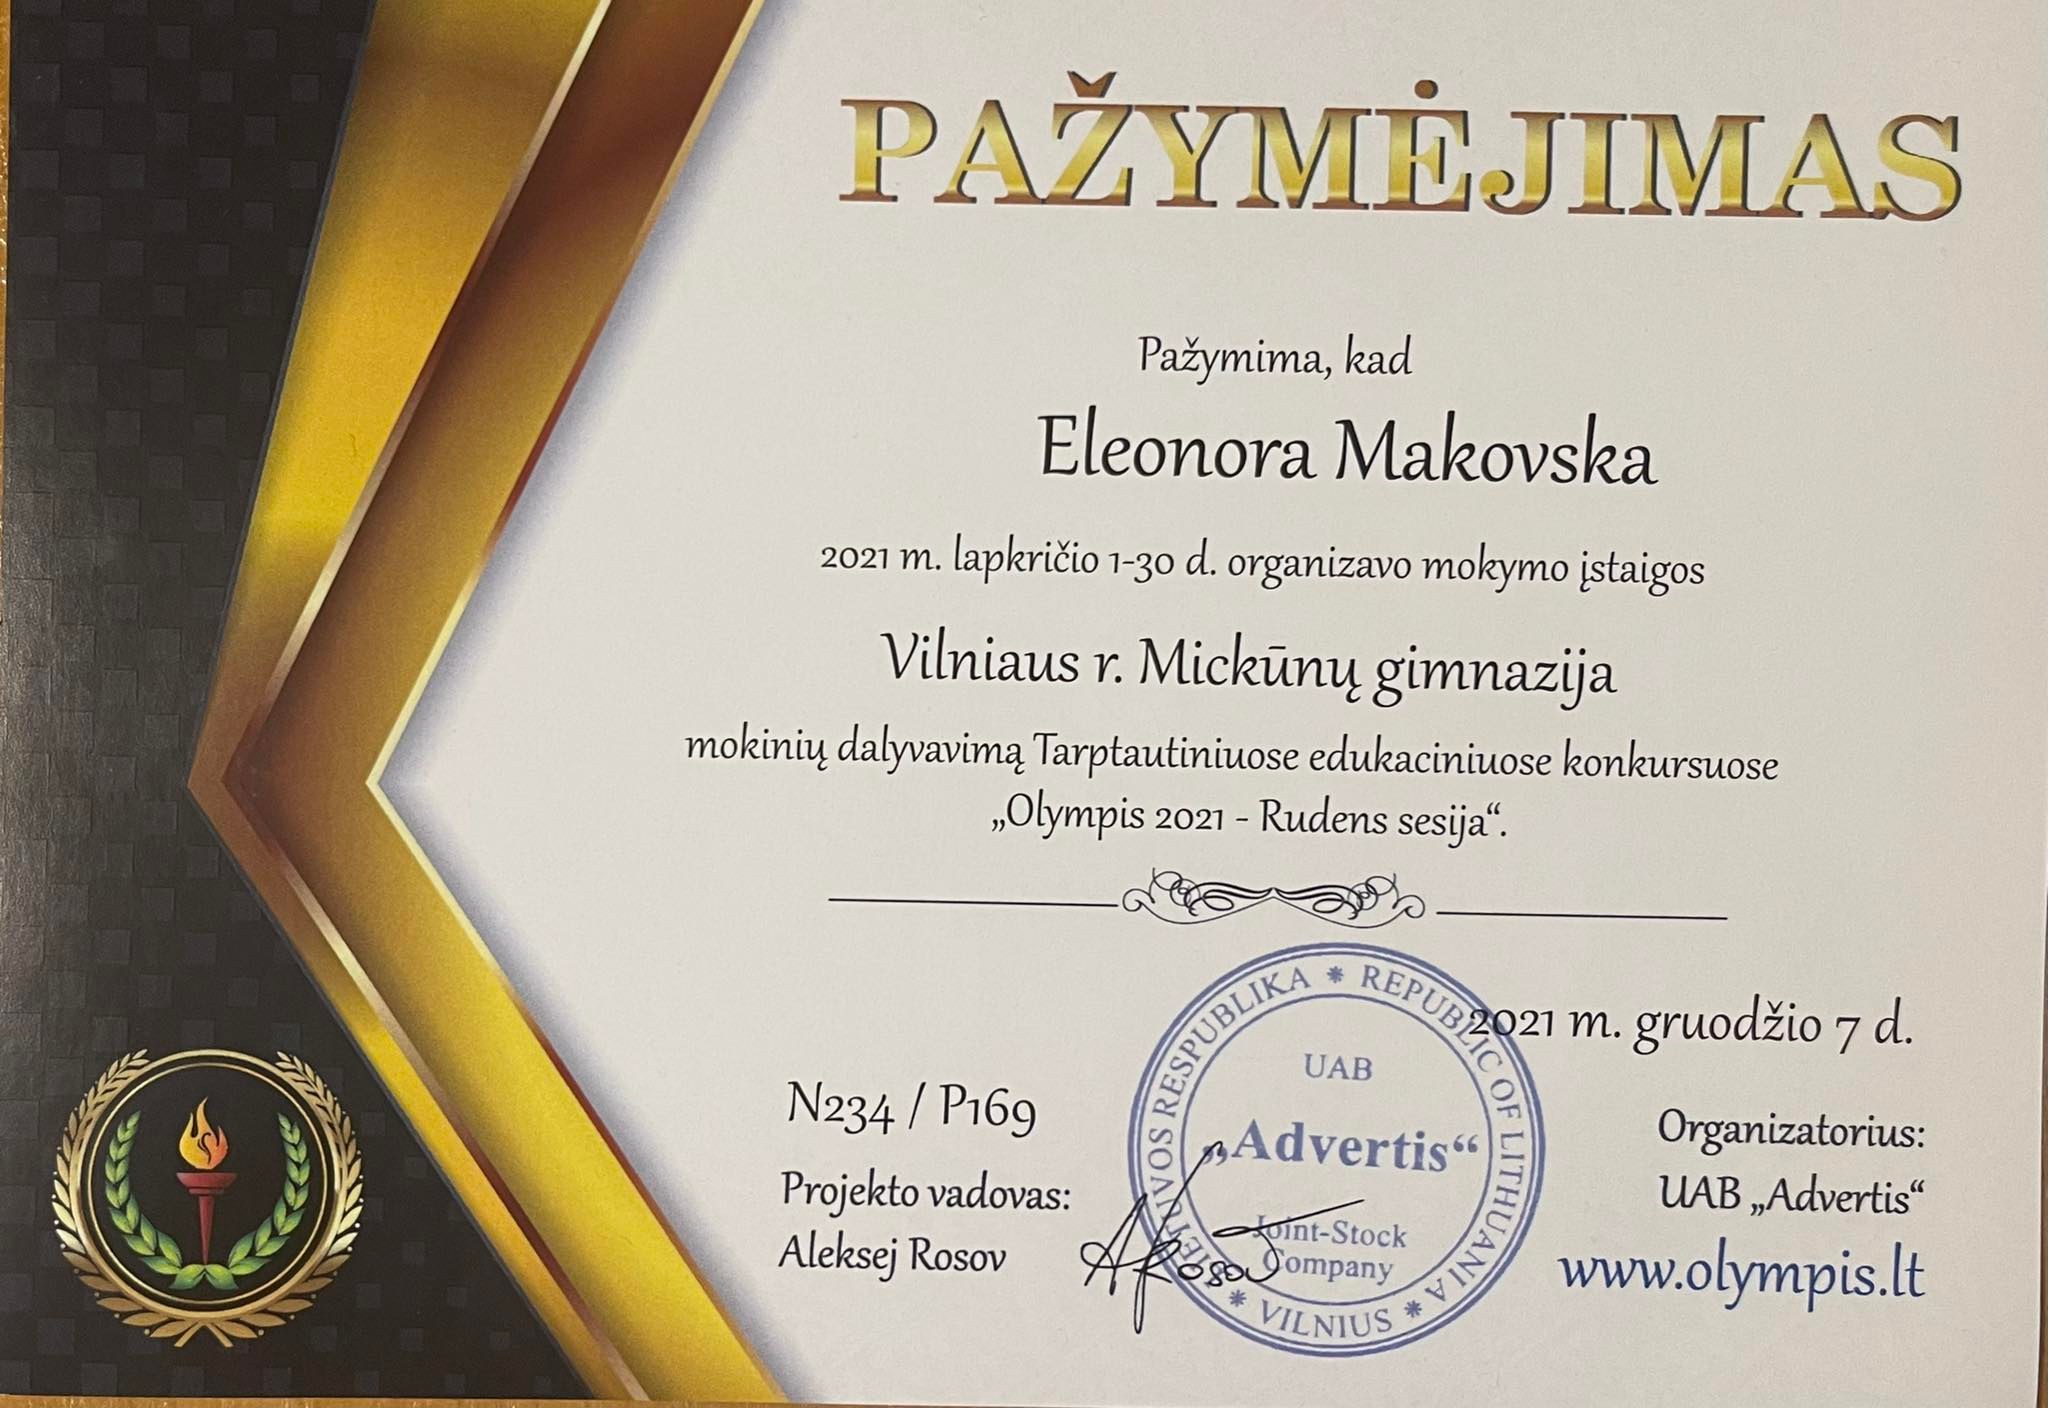 PAŽYMĖJIMAS
Pažymima, kad
Eleonora Makovska
2021 m. lapkričio 1-30 d. organizavo mokymo įstaigos
Vilniaus r. Mickūnų gimnazija
mokinių dalyvavimą Tarptautiniuose edukaciniuose konkursuose
„Olympis 2021 - Rudens sesija“.
2021 m. gruodžio 7 d.
N234 / P169
Projekto vadovas:
Aleksej Rosov
LIETUVOS RESPUBLIKA * REPUBLIC OF LITHUANIA * VILNIUS *
UAB
„Advertis“
Joint-Stock
Company
ARosov
Organizatorius:
UAB „Advertis“
www.olympis.lt